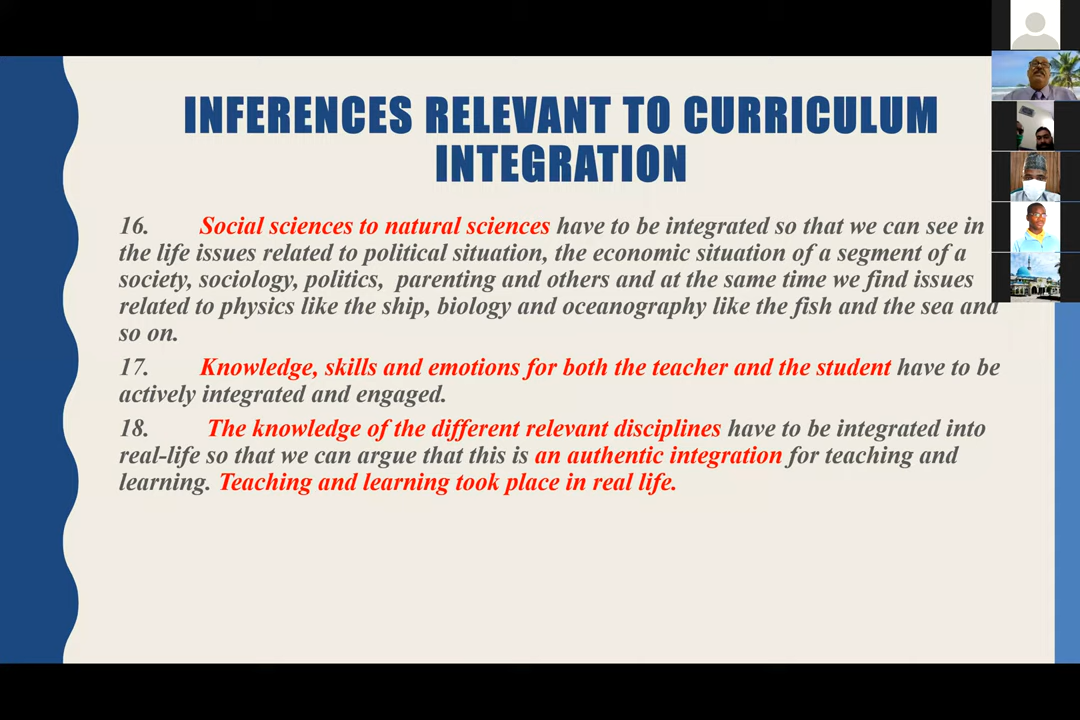 INFERENCES RELEVANT TO CURRICULUM
INTEGRATION
16. Social sciences to natural sciences have to be integrated so that we can see in
the life issues related to political situation, the economic situation of a segment of a
society, sociology, politics, parenting and others and at the same time we find issues
related to physics like the ship, biology and oceanography like the fish and the sea and
so on.
17. Knowledge, skills and emotions for both the teacher and the student have to be
actively integrated and engaged.
18. The knowledge of the different relevant disciplines have to be integrated into
real-life so that we can argue that this is an authentic integration for teaching and
learning. Teaching and learning took place in real life.